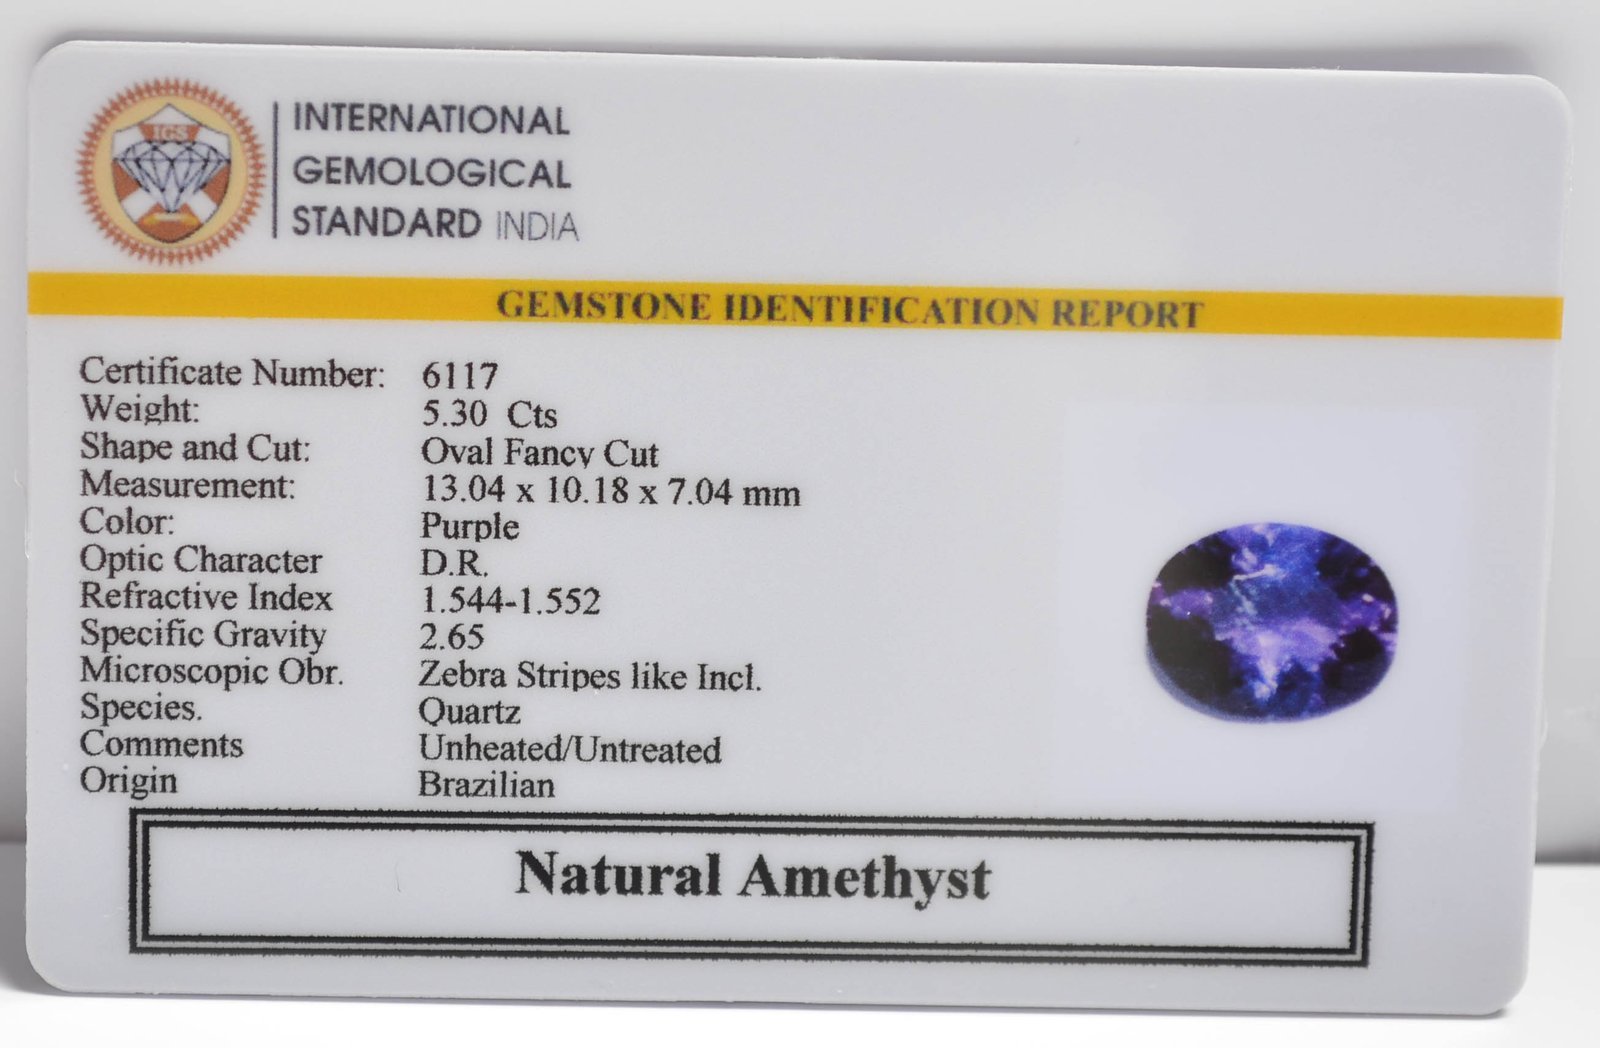 IGS
INTERNATIONAL
GEMOLOGICAL
STANDARD INDIA
GEMSTONE IDENTIFICATION REPORT
Certificate Number: 6117
Weight: 5.30 Cts
Shape and Cut: Oval Fancy Cut
Measurement: 13.04 x 10.18 x 7.04 mm
Color: Purple
Optic Character D.R.
Refractive Index 1.544-1.552
Specific Gravity 2.65
Microscopic Obr. Zebra Stripes like Incl.
Species. Quartz
Comments Unheated/Untreated
Origin Brazilian
Natural Amethyst